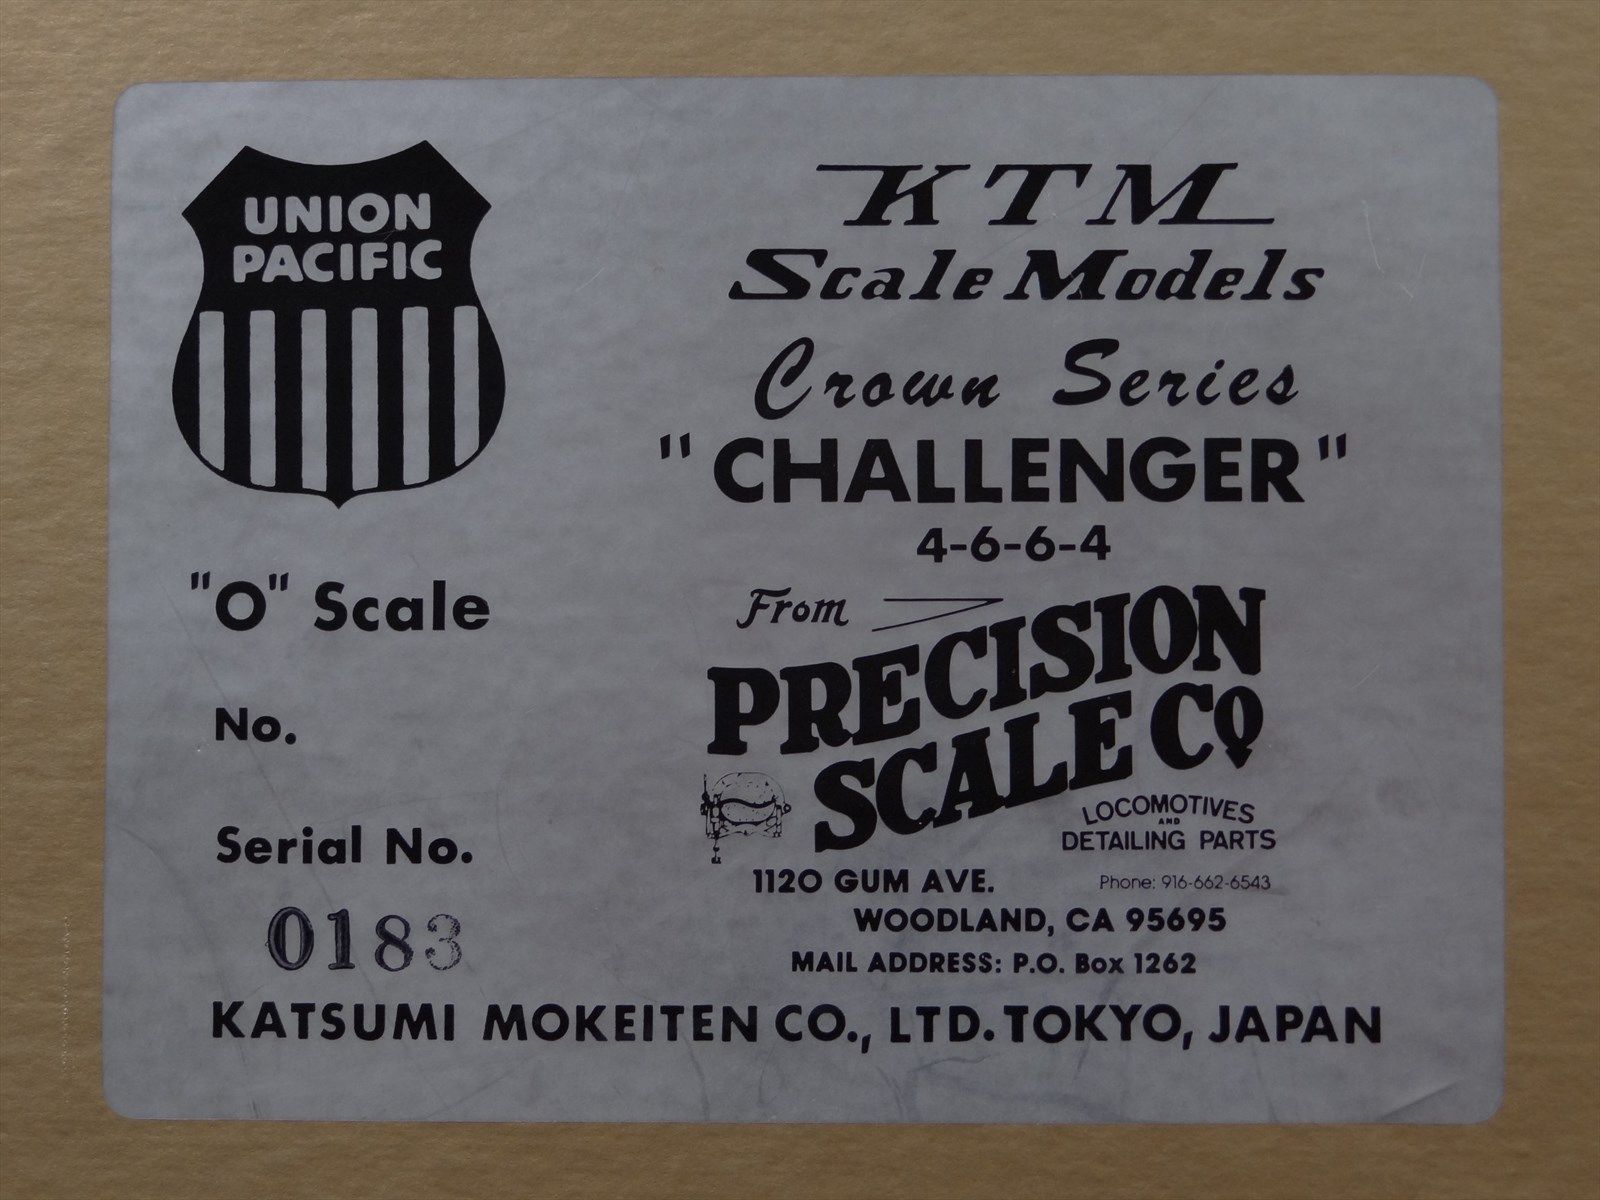 UNION
PACIFIC
"O" Scale
No.
Serial No.
0183
KTM
Scale Models
Crown Series
"CHALLENGER"
4-6-6-4
From
PRECISION
SCALE CO
LOCOMOTIVES
AND
DETAILING PARTS
1120 GUM AVE.
Phone: 916-662-6543
WOODLAND, CA 95695
MAIL ADDRESS: P.O. Box 1262
KATSUMI MOKEITEN CO., LTD. TOKYO, JAPAN